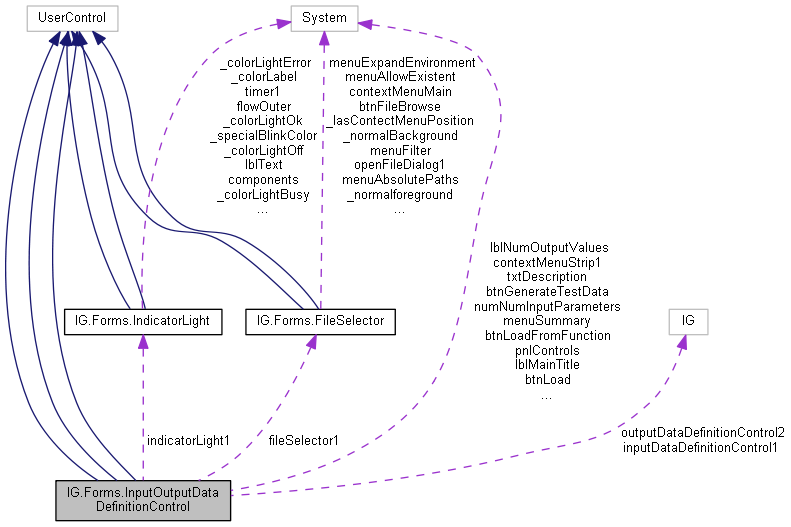 UserControl
System
_colorLightError
_colorLabel
timer1
flowOuter
_colorLightOk
_specialBlinkColor
_colorLightOff
lblText
components
_colorLightBusy
...
menuExpandEnvironment
menuAllowExistent
contextMenuMain
btnFileBrowse
_lasContectMenuPosition
_normalBackground
menuFilter
openFileDialog1
menuAbsolutePaths
_normalforeground
...
lblNumOutputValues
contextMenuStrip1
txtDescription
btnGenerateTestData
numNumInputParameters
menuSummary
btnLoadFromFunction
pnlControls
lblMainTitle
btnLoad
...
IG.Forms.IndicatorLight
IG.Forms.FileSelector
IG
indicatorLight1
fileSelector1
outputDataDefinitionControl2
inputDataDefinitionControl1
IG.Forms.InputOutputData
DefinitionControl